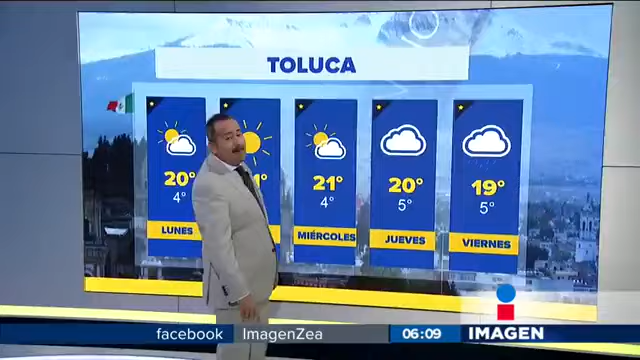 TOLUCA
20° 21° 20° 19°
4° 4° 5° 5°
LUNES MIÉRCOLES JUEVES VIERNES
facebook ImagenZea 06:09 IMAGEN